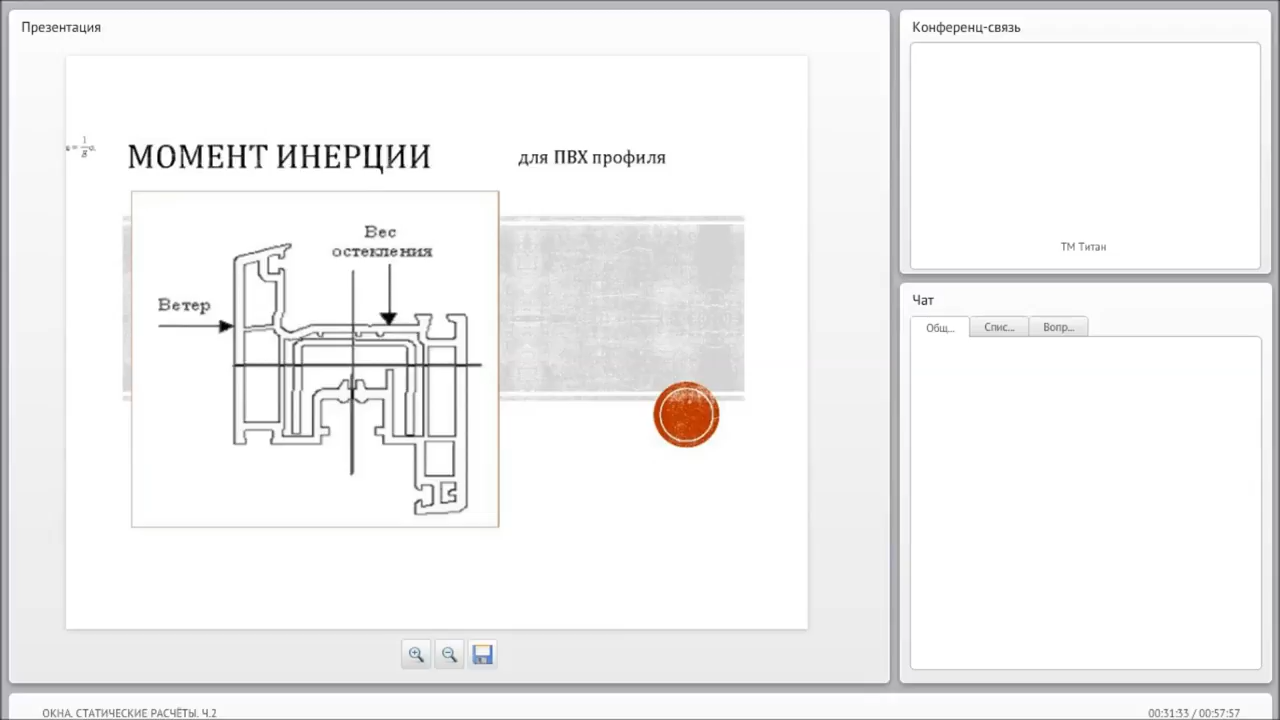 Презентация
МОМЕНТ ИНЕРЦИИ
для ПВХ профиля
Вес
остекления
Ветер
Конференц-связь
ТМ Титан
Чат
Общ...
Спис...
Вопр...
ОКНА. СТАТИЧЕСКИЕ РАСЧЁТЫ. Ч.2
00:31:33 / 00:57:57